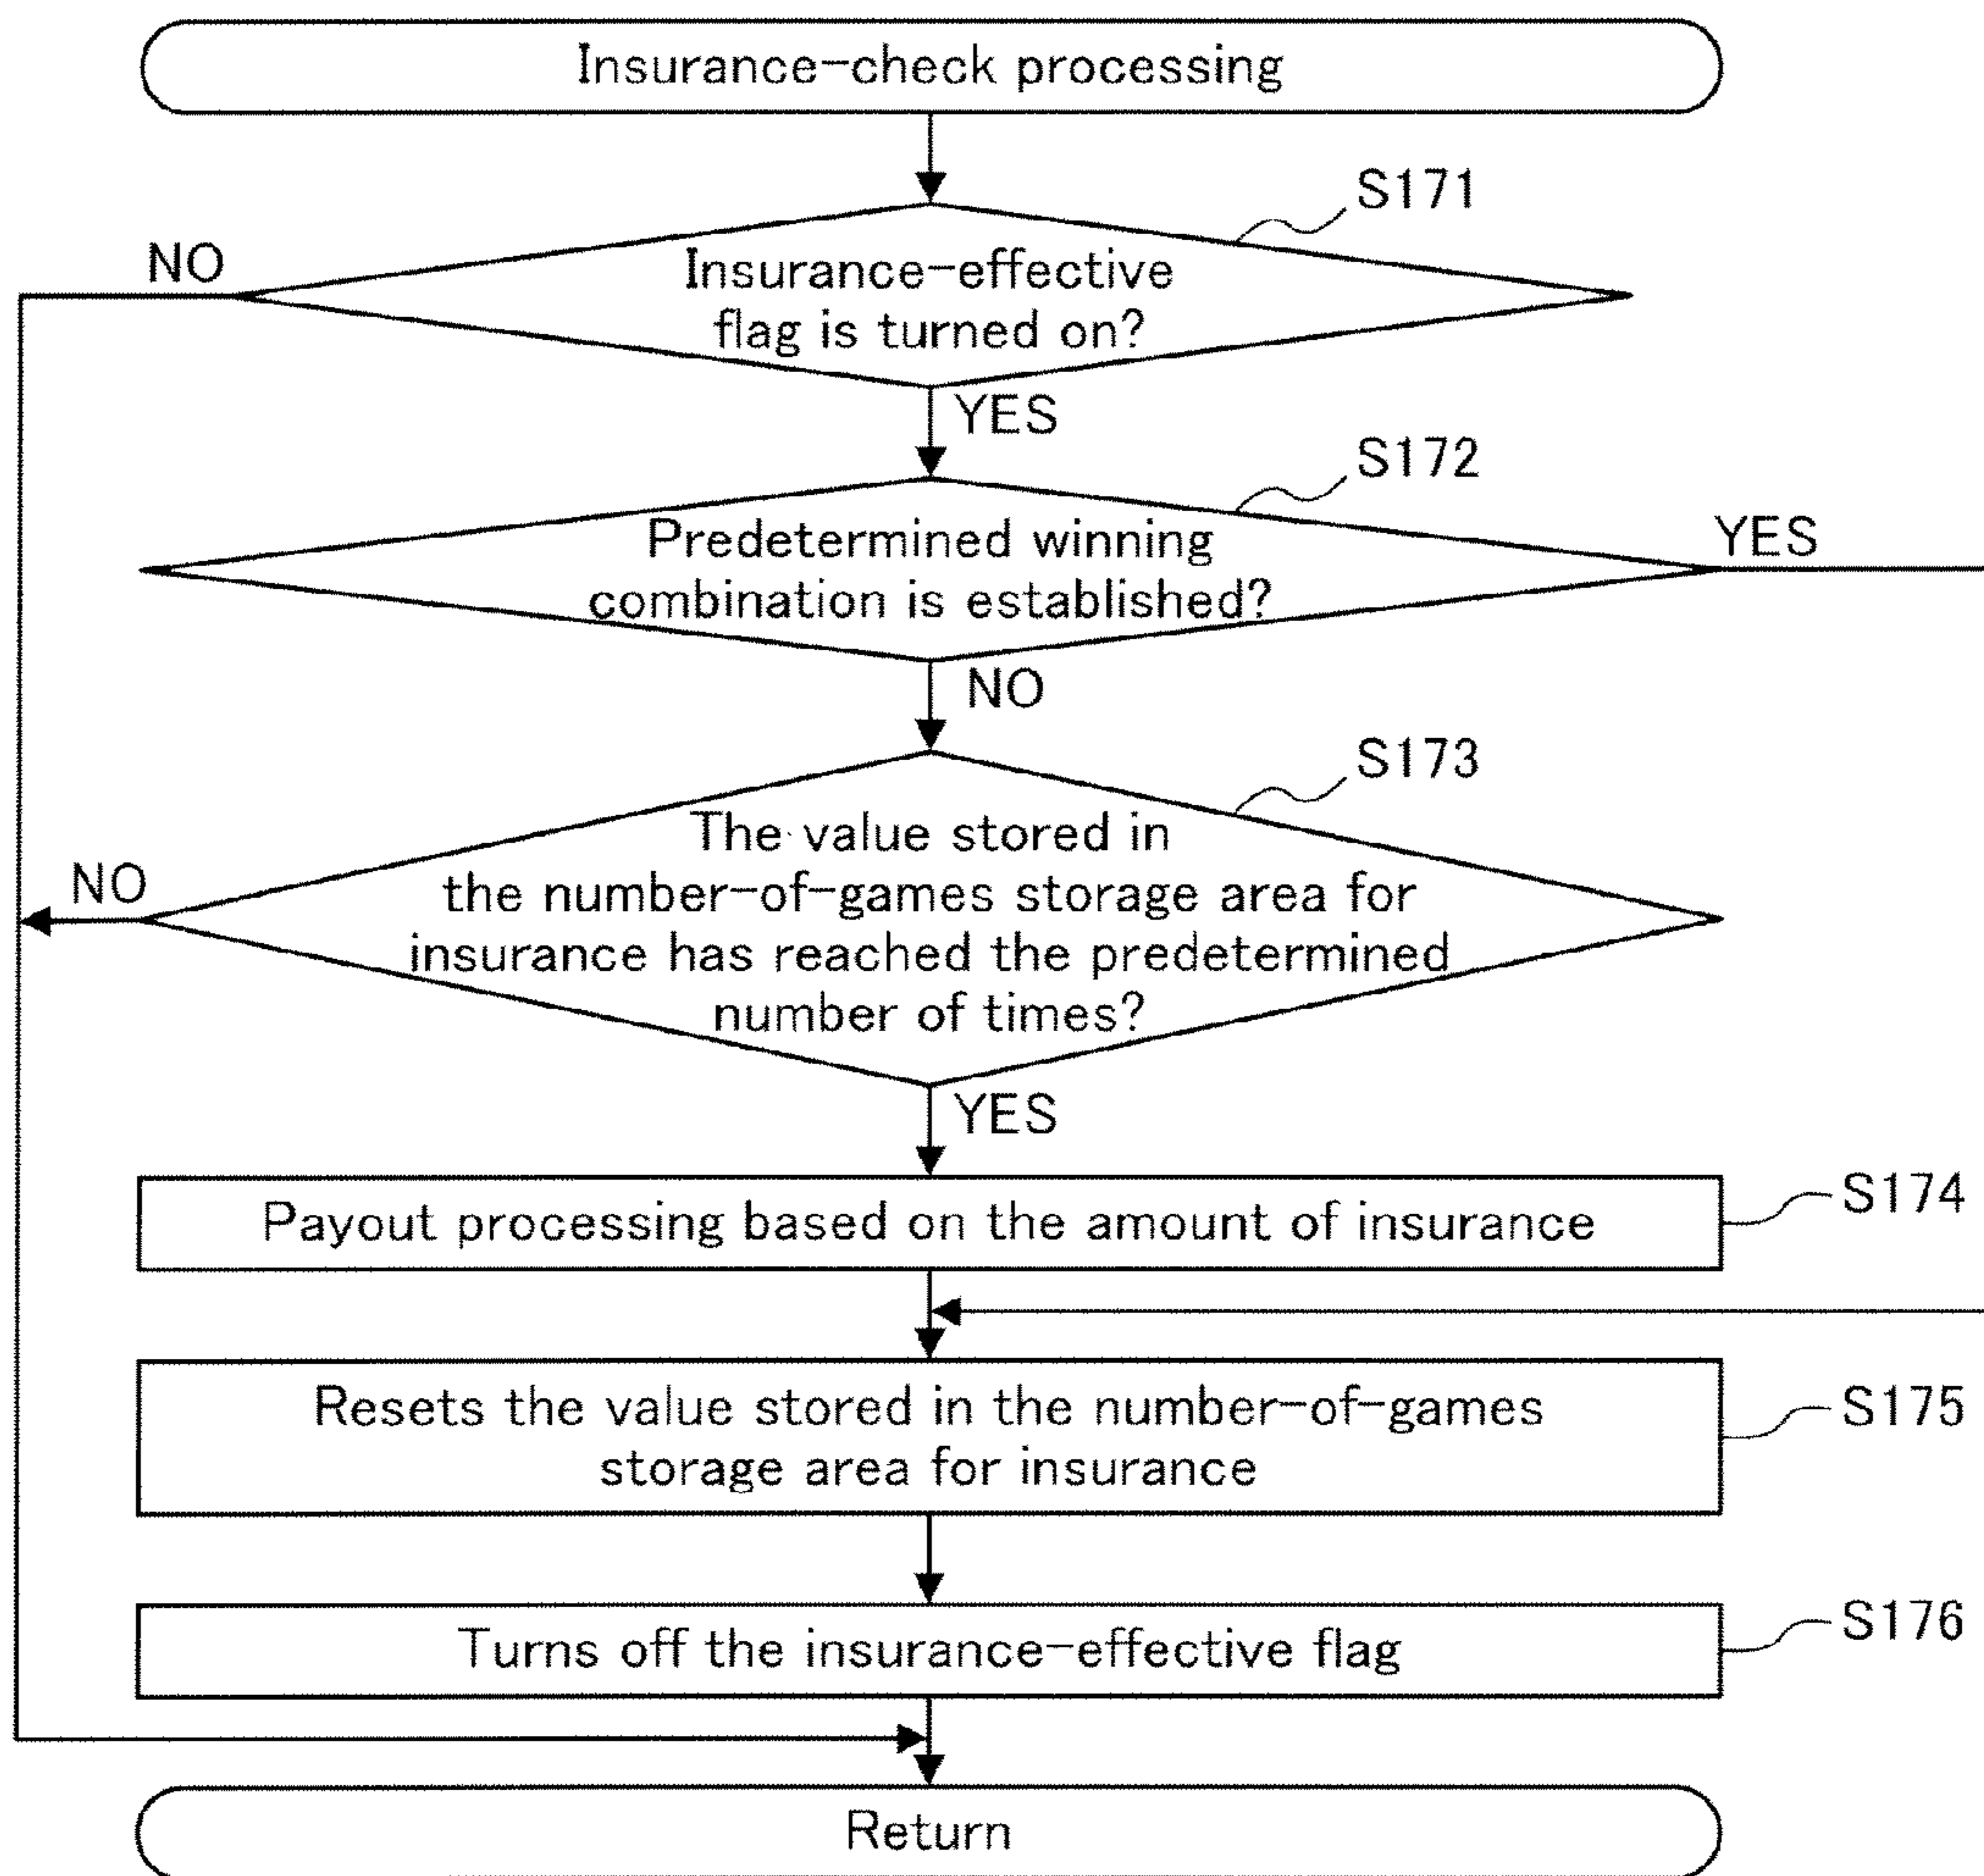 Insurance-check processing
S171
NO
Insurance-effective
flag is turned on?
YES
S172
Predetermined winning
YES
combination is established?
NO
S173
The value stored in
NO
the number-of-games storage area for
insurance has reached the predetermined
number of times?
YES
S174
Payout processing based on the amount of insurance
Resets the value stored in the number-of-games
S175
storage area for insurance
S176
Turns off the insurance-effective flag
Return